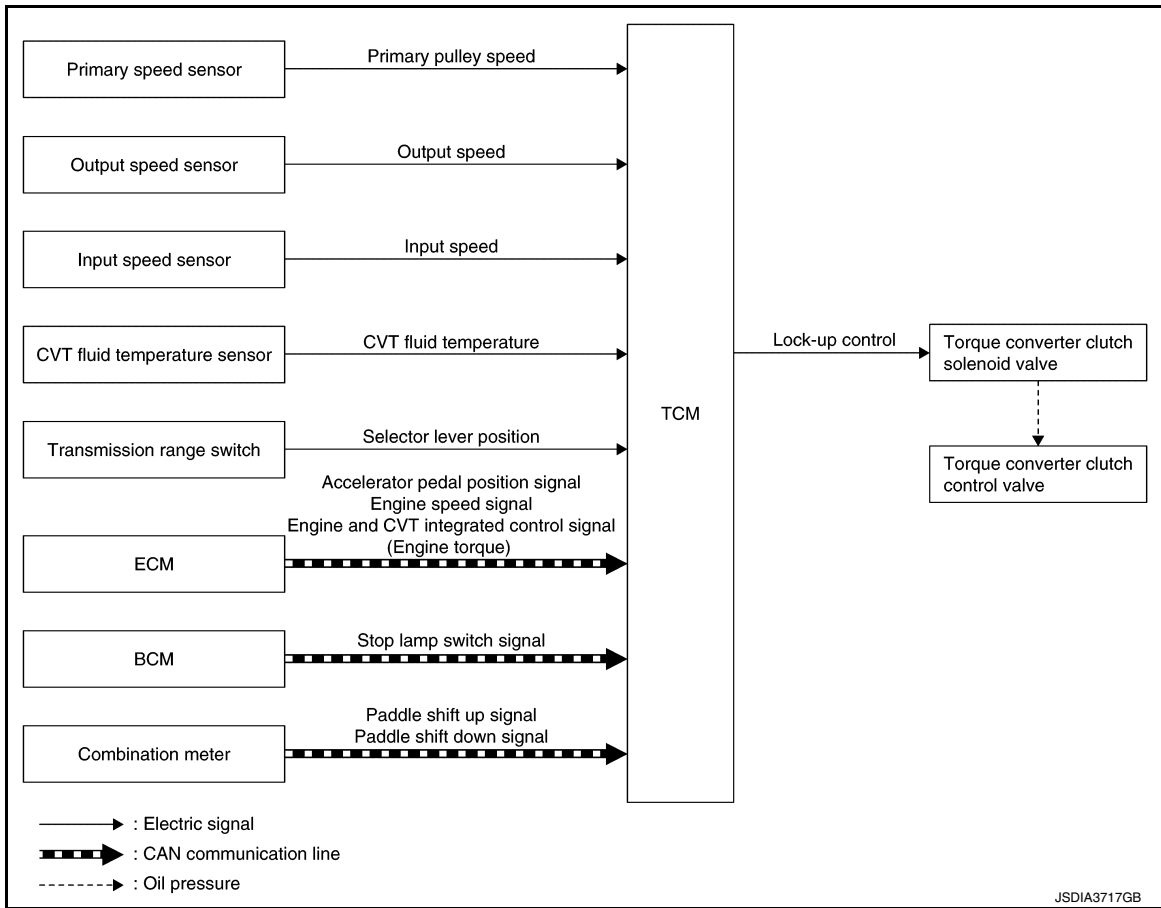 Primary speed sensor
Primary pulley speed
Output speed sensor
Output speed
Input speed sensor
Input speed
CVT fluid temperature sensor
CVT fluid temperature
Transmission range switch
Selector lever position
ECM
Accelerator pedal position signal
Engine speed signal
Engine and CVT integrated control signal
(Engine torque)
BCM
Stop lamp switch signal
Combination meter
Paddle shift up signal
Paddle shift down signal
TCM
Lock-up control
Torque converter clutch
solenoid valve
Torque converter clutch
control valve
: Electric signal
: CAN communication line
: Oil pressure
JSDIA3717GB